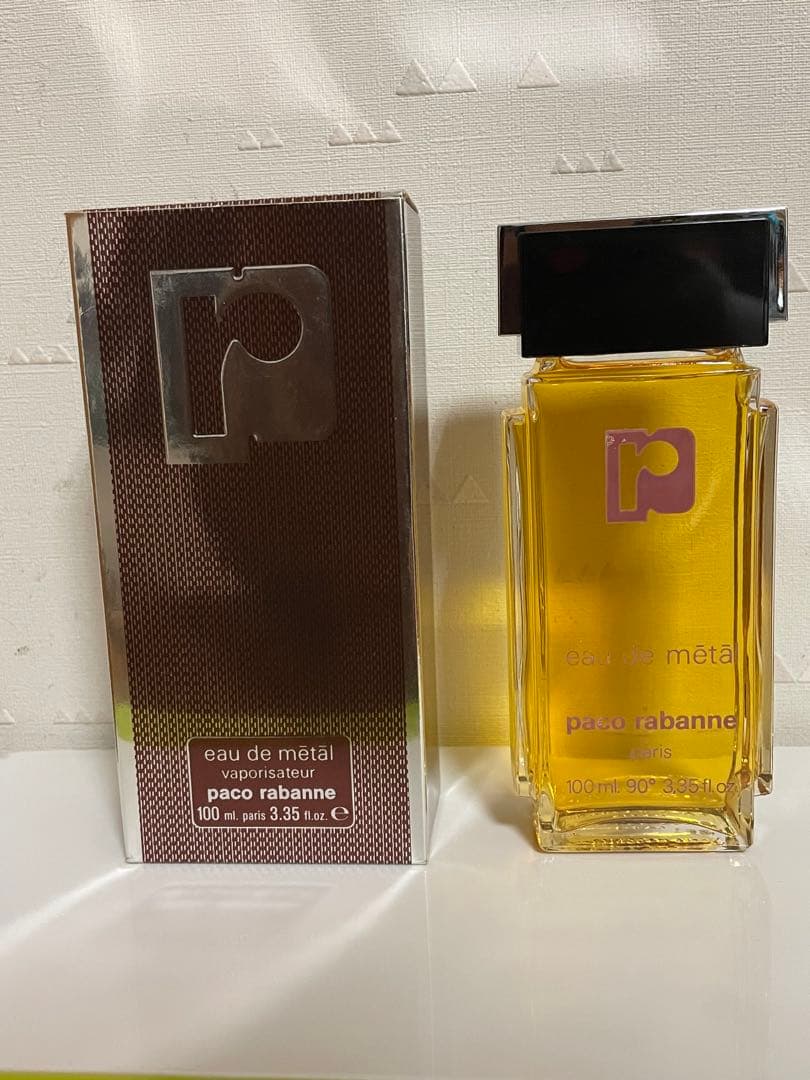 r
eau de mētāl
vaporisateur
paco rabanne
100 ml. paris 3.35 fl.oz. ℮
r
eau de mētāl
paco rabanne
paris
100 ml. 90° 3,35 fl.oz.